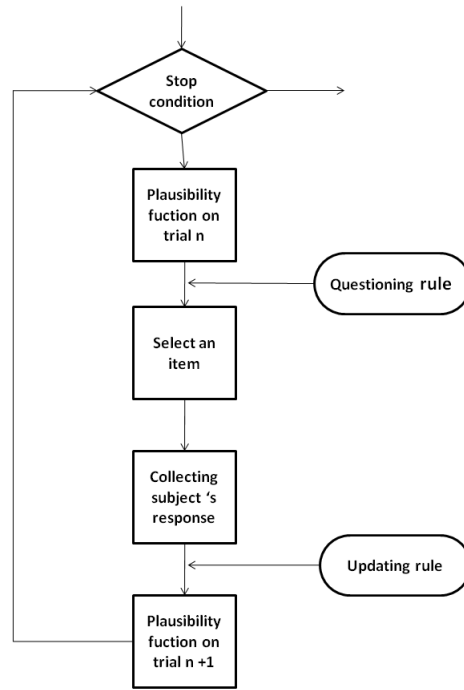 Stop
condition
Plausibility
fuction on
trial n
Questioning rule
Select an
item
Collecting
subject ‘s
response
Updating rule
Plausibility
fuction on
trial n +1